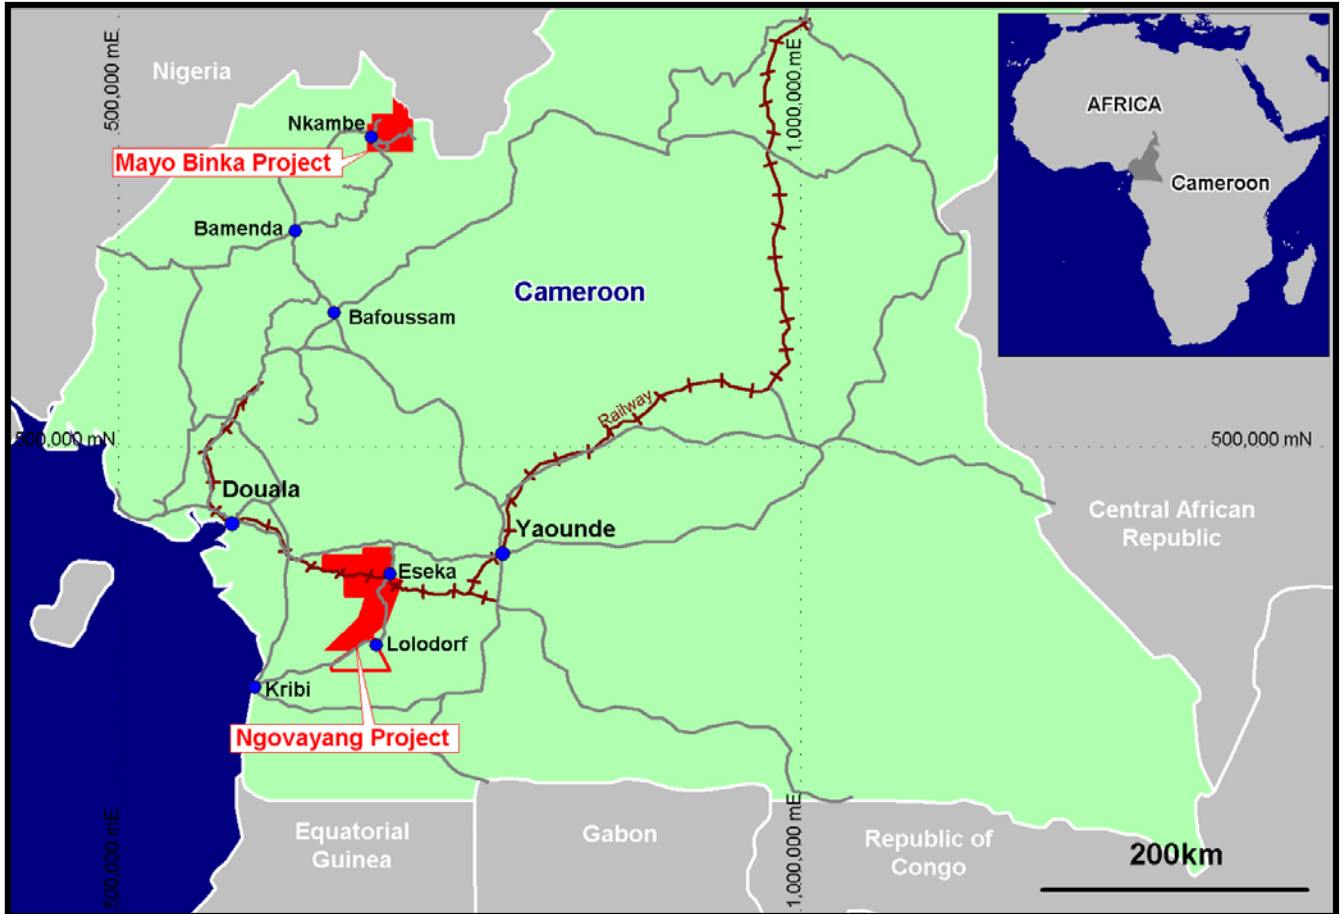 500,000 mE
1,000,000 mE
Nigeria
AFRICA
Nkambe
Mayo Binka Project
Cameroon
Bamenda
Cameroon
Bafoussam
Railway
500,000 mN
500,000 mN
Douala
Central African
Republic
Yaounde
Eseka
Lolodorf
Kribi
Ngovayang Project
500,000 mE
1,000,000 mE
Equatorial
Guinea
Gabon
Republic of
Congo
200km